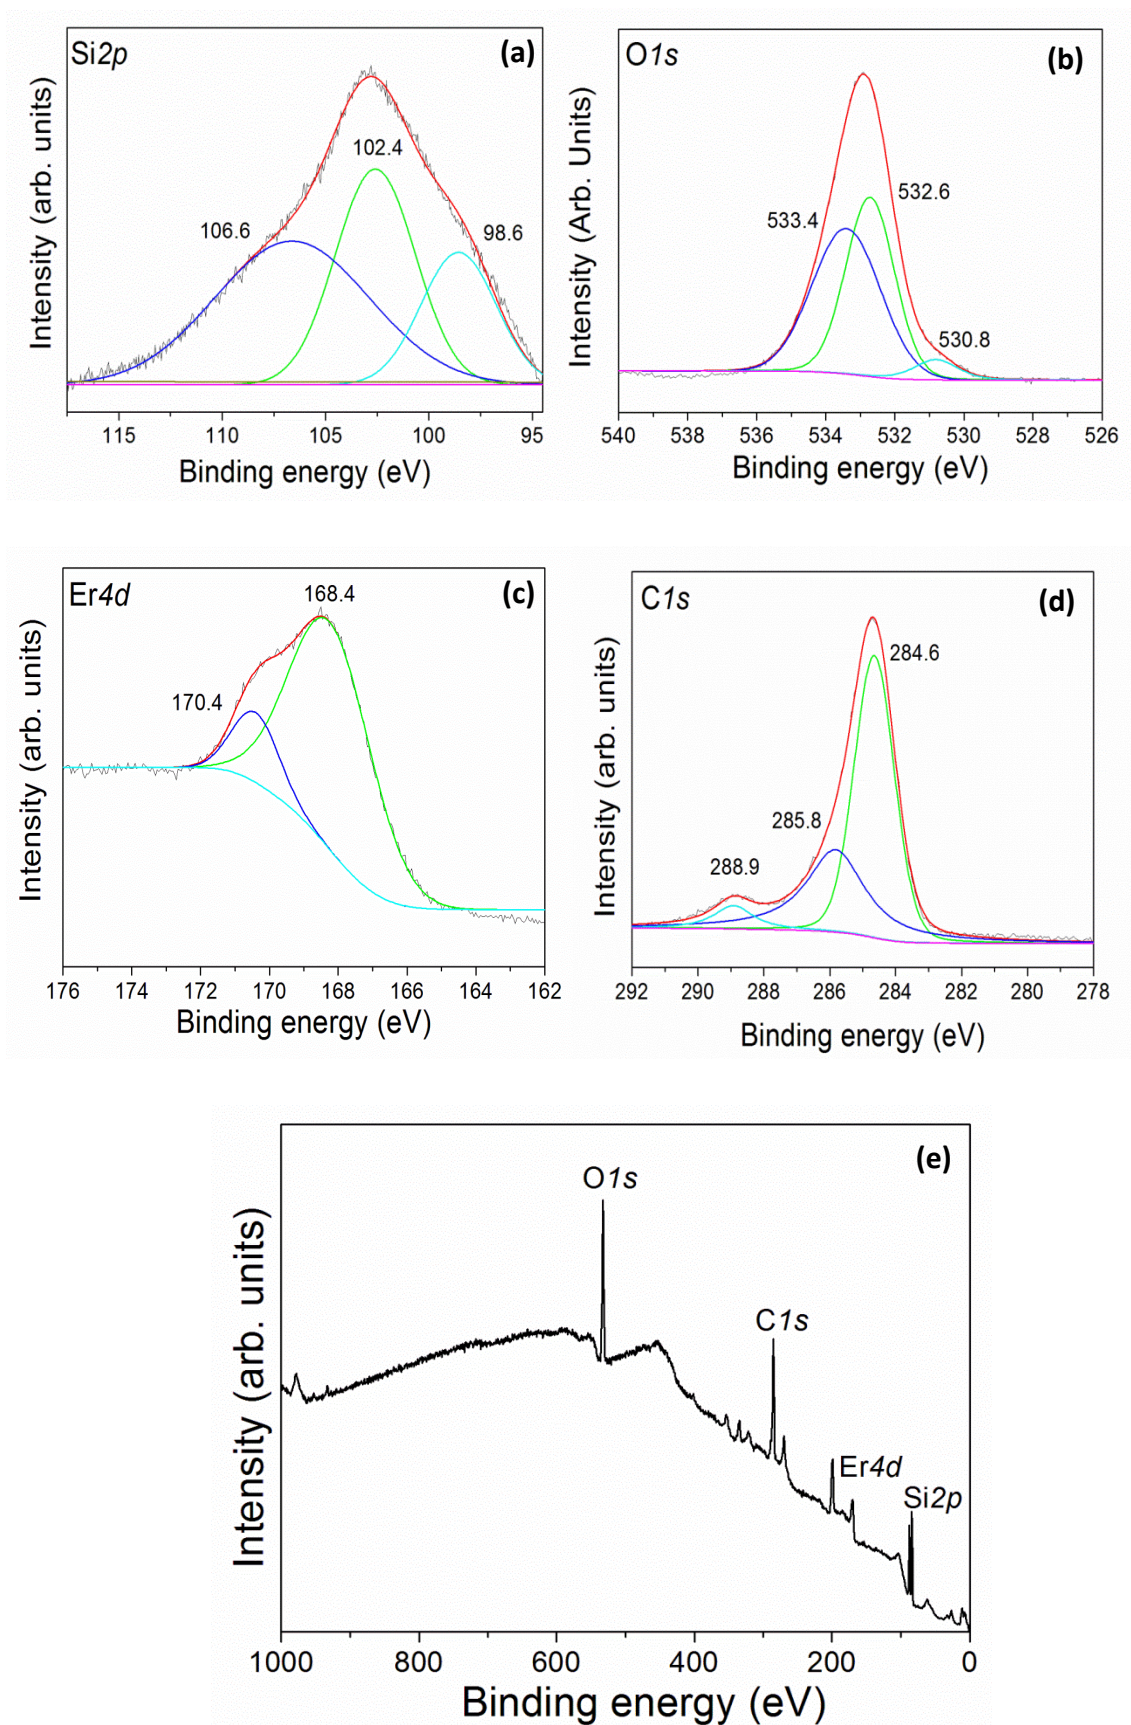 Si2p
(a)
102.4
106.6
98.6
Intensity (arb. units)
115 110 105 100 95
Binding energy (eV)
O1s
(b)
532.6
533.4
530.8
Intensity (Arb. Units)
540 538 536 534 532 530 528 526
Binding energy (eV)
Er4d
(c)
168.4
170.4
Intensity (arb. units)
176 174 172 170 168 166 164 162
Binding energy (eV)
C1s
(d)
284.6
285.8
288.9
Intensity (arb. units)
292 290 288 286 284 282 280 278
Binding energy (eV)
(e)
O1s
C1s
Er4d
Si2p
Intensity (arb. units)
1000 800 600 400 200 0
Binding energy (eV)